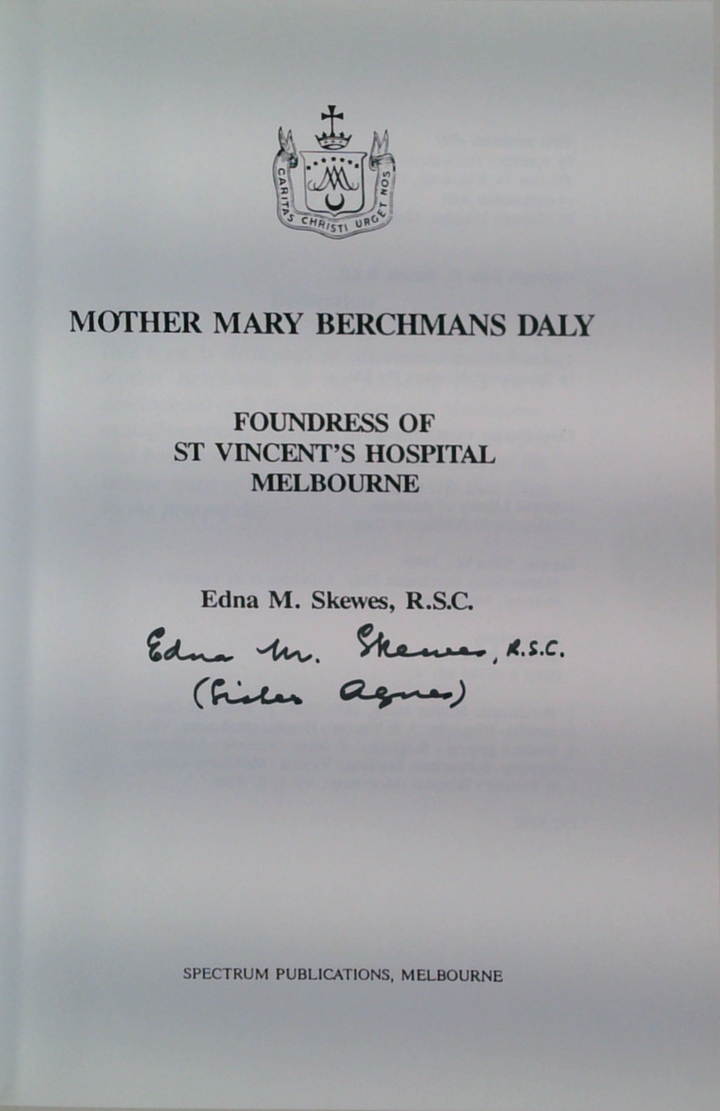 CARITAS CHRISTI URGET NOS
MOTHER MARY BERCHMANS DALY
FOUNDRESS OF
ST VINCENT'S HOSPITAL
MELBOURNE
Edna M. Skewes, R.S.C.
Edna M. Skewes, R.S.C.
(Sister Agnes)
SPECTRUM PUBLICATIONS, MELBOURNE